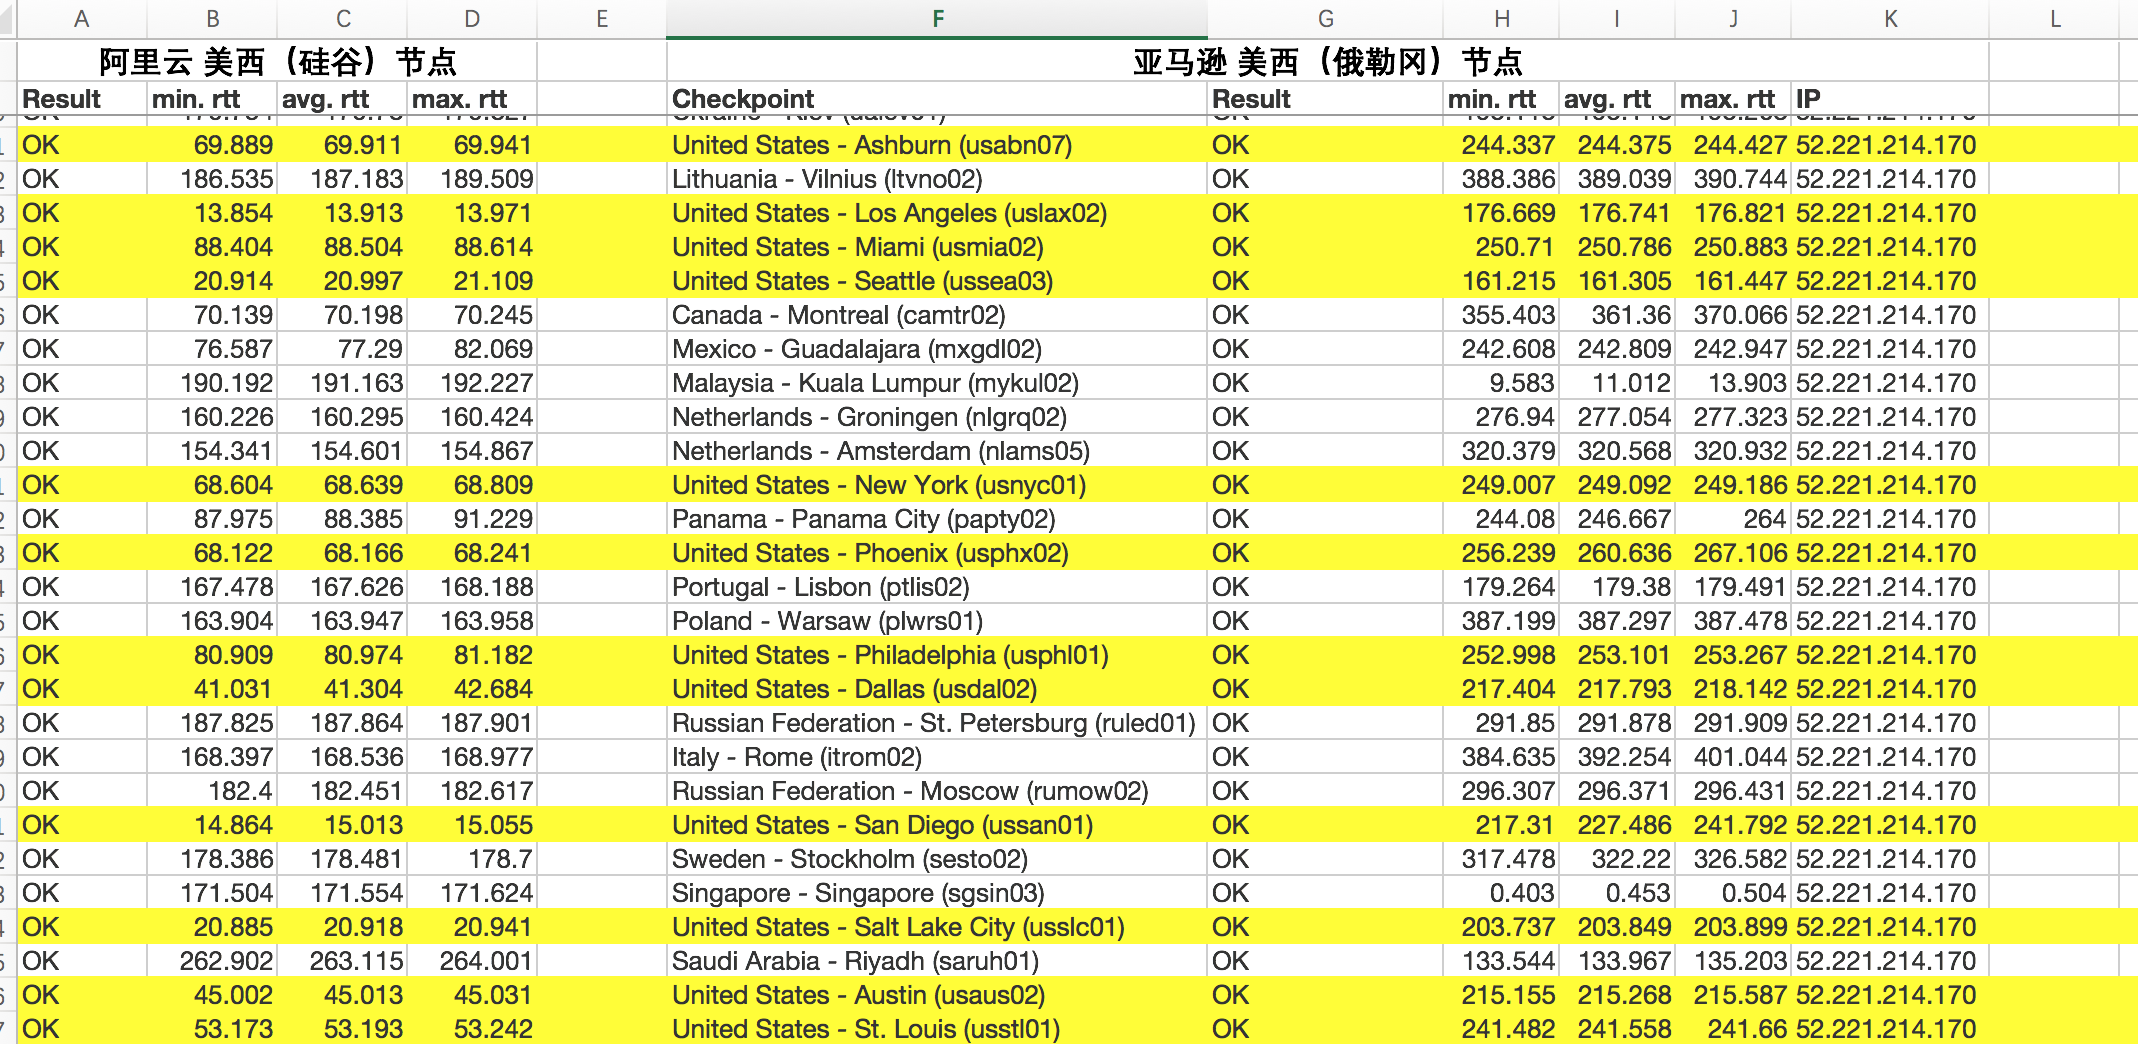 A B C D E F G H I J K L
阿里云 美西（硅谷）节点 亚马逊 美西（俄勒冈）节点
Result min. rtt avg. rtt max. rtt Checkpoint Result min. rtt avg. rtt max. rtt IP
OK 69.889 69.911 69.941 United States - Ashburn (usabn07) OK 244.337 244.375 244.427 52.221.214.170
OK 186.535 187.183 189.509 Lithuania - Vilnius (ltvno02) OK 388.386 389.039 390.744 52.221.214.170
OK 13.854 13.913 13.971 United States - Los Angeles (uslax02) OK 176.669 176.741 176.821 52.221.214.170
OK 88.404 88.504 88.614 United States - Miami (usmia02) OK 250.71 250.786 250.883 52.221.214.170
OK 20.914 20.997 21.109 United States - Seattle (ussea03) OK 161.215 161.305 161.447 52.221.214.170
OK 70.139 70.198 70.245 Canada - Montreal (camtr02) OK 355.403 361.36 370.066 52.221.214.170
OK 76.587 77.29 82.069 Mexico - Guadalajara (mxgdl02) OK 242.608 242.809 242.947 52.221.214.170
OK 190.192 191.163 192.227 Malaysia - Kuala Lumpur (mykul02) OK 9.583 11.012 13.903 52.221.214.170
OK 160.226 160.295 160.424 Netherlands - Groningen (nlgrq02) OK 276.94 277.054 277.323 52.221.214.170
OK 154.341 154.601 154.867 Netherlands - Amsterdam (nlams05) OK 320.379 320.568 320.932 52.221.214.170
OK 68.604 68.639 68.809 United States - New York (usnyc01) OK 249.007 249.092 249.186 52.221.214.170
OK 87.975 88.385 91.229 Panama - Panama City (papty02) OK 244.08 246.667 264 52.221.214.170
OK 68.122 68.166 68.241 United States - Phoenix (usphx02) OK 256.239 260.636 267.106 52.221.214.170
OK 167.478 167.626 168.188 Portugal - Lisbon (ptlis02) OK 179.264 179.38 179.491 52.221.214.170
OK 163.904 163.947 163.958 Poland - Warsaw (plwrs01) OK 387.199 387.297 387.478 52.221.214.170
OK 80.909 80.974 81.182 United States - Philadelphia (usphl01) OK 252.998 253.101 253.267 52.221.214.170
OK 41.031 41.304 42.684 United States - Dallas (usdal02) OK 217.404 217.793 218.142 52.221.214.170
OK 187.825 187.864 187.901 Russian Federation - St. Petersburg (ruled01) OK 291.85 291.878 291.909 52.221.214.170
OK 168.397 168.536 168.977 Italy - Rome (itrom02) OK 384.635 392.254 401.044 52.221.214.170
OK 182.4 182.451 182.617 Russian Federation - Moscow (rumow02) OK 296.307 296.371 296.431 52.221.214.170
OK 14.864 15.013 15.055 United States - San Diego (ussan01) OK 217.31 227.486 241.792 52.221.214.170
OK 178.386 178.481 178.7 Sweden - Stockholm (sesto02) OK 317.478 322.22 326.582 52.221.214.170
OK 171.504 171.554 171.624 Singapore - Singapore (sgsin03) OK 0.403 0.453 0.504 52.221.214.170
OK 20.885 20.918 20.941 United States - Salt Lake City (usslc01) OK 203.737 203.849 203.899 52.221.214.170
OK 262.902 263.115 264.001 Saudi Arabia - Riyadh (saruh01) OK 133.544 133.967 135.203 52.221.214.170
OK 45.002 45.013 45.031 United States - Austin (usaus02) OK 215.155 215.268 215.587 52.221.214.170
OK 53.173 53.193 53.242 United States - St. Louis (usstl01) OK 241.482 241.558 241.66 52.221.214.170